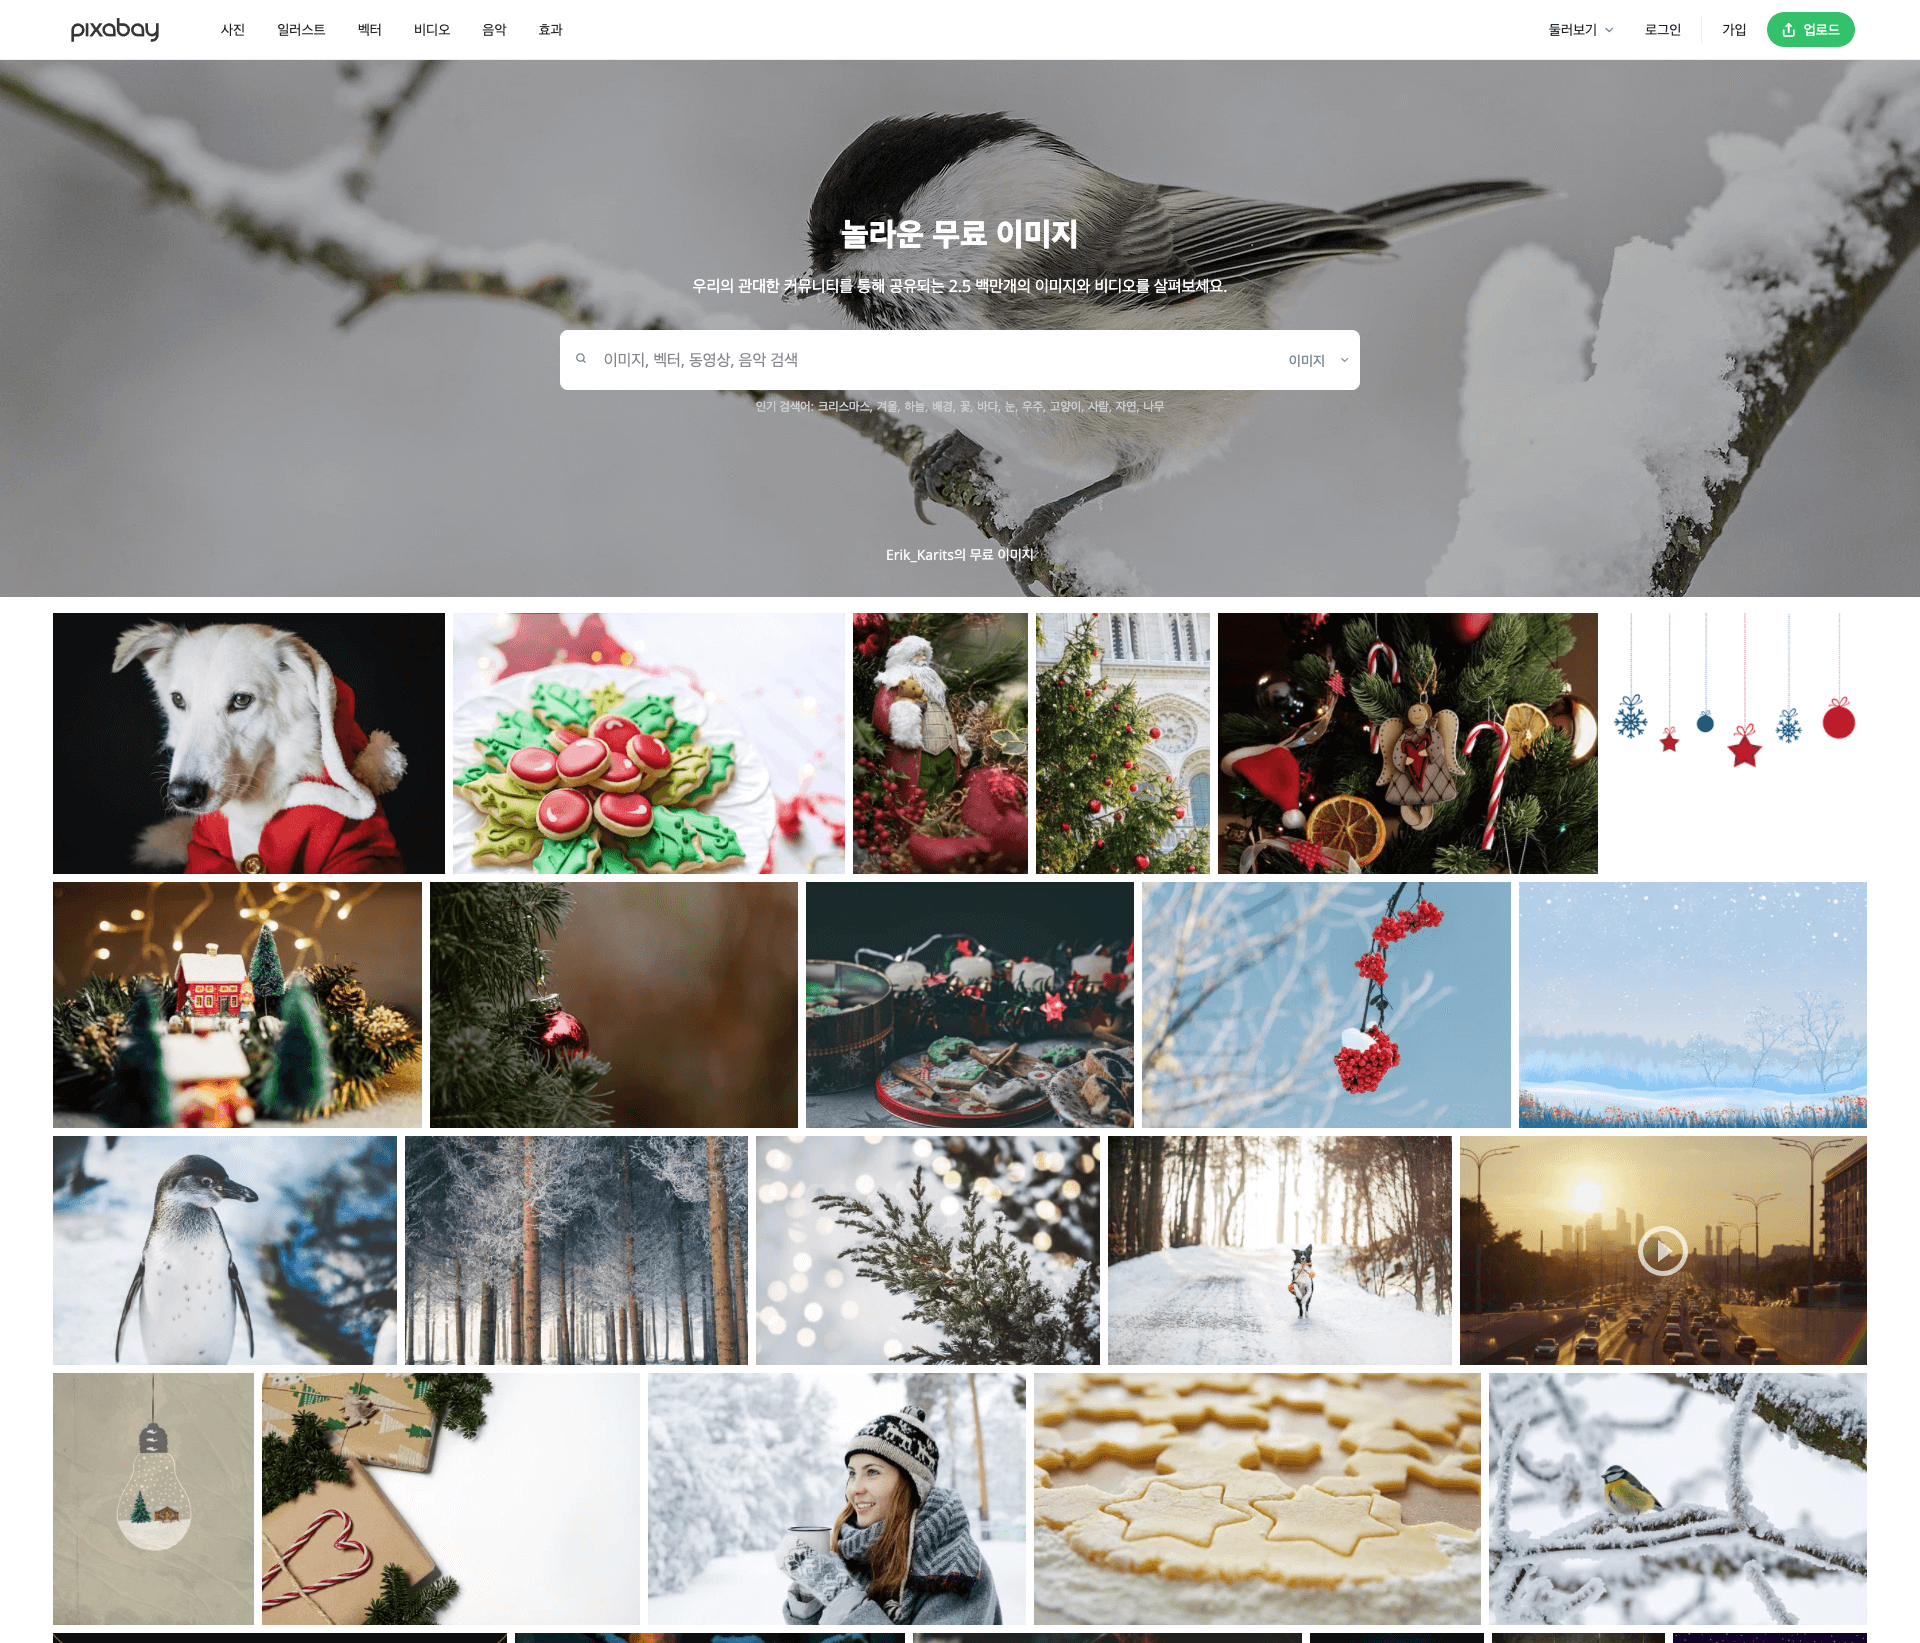 pixabay 사진 일러스트 벡터 비디오 음악 효과 둘러보기 로그인 가입 업로드
놀라운 무료 이미지
우리의 관대한 커뮤니티를 통해 공유되는 2.5 백만개의 이미지와 비디오를 살펴보세요.
이미지, 벡터, 동영상, 음악 검색 이미지
인기 검색어: 크리스마스, 겨울, 하늘, 배경, 꽃, 바다, 눈, 우주, 고양이, 사람, 자연, 나무
Erik_Karits의 무료 이미지